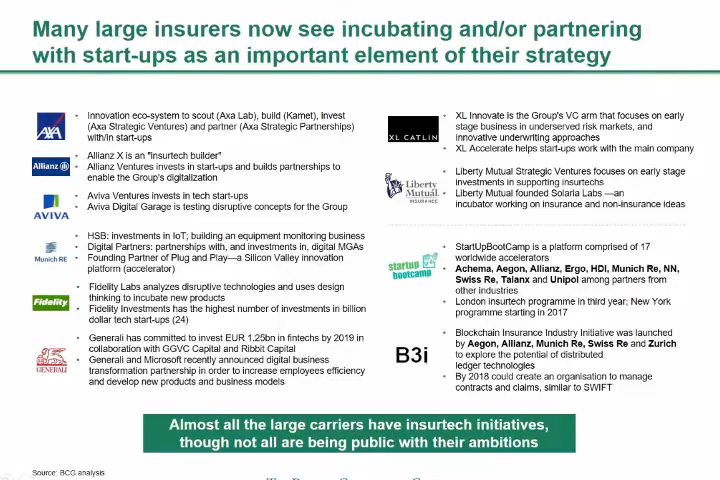 Many large insurers now see incubating and/or partnering
with start-ups as an important element of their strategy
AXA
• Innovation eco-system to scout (Axa Lab), build (Kamet), invest
(Axa Strategic Ventures) and partner (Axa Strategic Partnerships)
with/in start-ups
Allianz
• Allianz X is an "insurtech builder"
• Allianz Ventures invests in start-ups and builds partnerships to
enable the Group's digitalization
AVIVA
• Aviva Ventures invests in tech start-ups
• Aviva Digital Garage is testing disruptive concepts for the Group
Munich RE
• HSB: investments in IoT; building an equipment monitoring business
• Digital Partners: partnerships with, and investments in, digital MGAs
• Founding Partner of Plug and Play—a Silicon Valley innovation
platform (accelerator)
Fidelity
• Fidelity Labs analyzes disruptive technologies and uses design
thinking to incubate new products
• Fidelity Investments has the highest number of investments in billion
dollar tech start-ups (24)
GENERALI
• Generali has committed to invest EUR 1.25bn in fintechs by 2019 in
collaboration with GGVC Capital and Ribbit Capital
• Generali and Microsoft recently announced digital business
transformation partnership in order to increase employees efficiency
and develop new products and business models
XL CATLIN
• XL Innovate is the Group's VC arm that focuses on early
stage business in underserved risk markets, and
innovative underwriting approaches
• XL Accelerate helps start-ups work with the main company
Liberty
Mutual
INSURANCE
• Liberty Mutual Strategic Ventures focuses on early stage
investments in supporting insurtechs
• Liberty Mutual founded Solaria Labs —an
incubator working on insurance and non-insurance ideas
startup
bootcamp
• StartUpBootCamp is a platform comprised of 17
worldwide accelerators
• Achema, Aegon, Allianz, Ergo, HDI, Munich Re, NN,
Swiss Re, Talanx and Unipol among partners from
other industries
• London insurtech programme in third year; New York
programme starting in 2017
B3i
• Blockchain Insurance Industry Initiative was launched
by Aegon, Allianz, Munich Re, Swiss Re and Zurich
to explore the potential of distributed
ledger technologies
• By 2018 could create an organisation to manage
contracts and claims, similar to SWIFT
Almost all the large carriers have insurtech initiatives,
though not all are being public with their ambitions
Source: BCG analysis